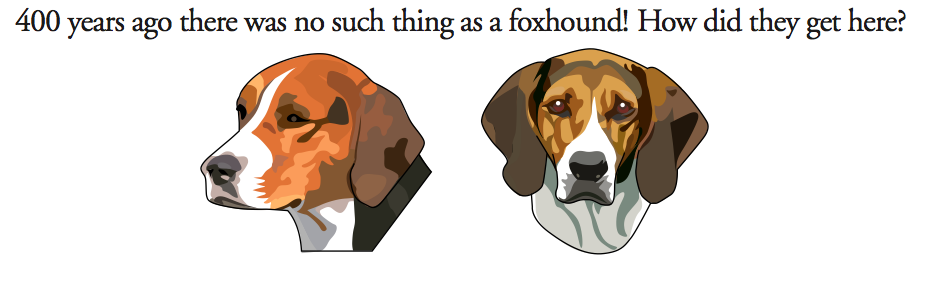 400 years ago there was no such thing as a foxhound! How did they get here?